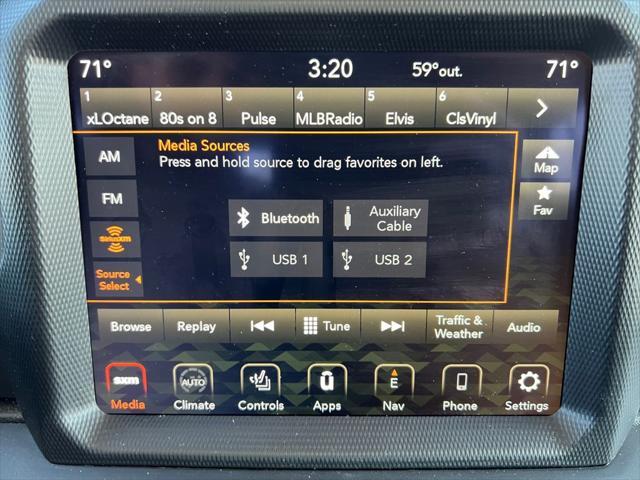 71° 3:20 59°out. 71°
1 2 3 4 5 6
xLOctane 80s on 8 Pulse MLBRadio Elvis ClsVinyl
Media Sources
Press and hold source to drag favorites on left.
AM
FM
SiriusXM
Source
Select
Bluetooth
Auxiliary
Cable
USB 1
USB 2
Map
Fav
Browse Replay Tune Traffic &
Weather Audio
sxm AUTO E
Media Climate Controls Apps Nav Phone Settings